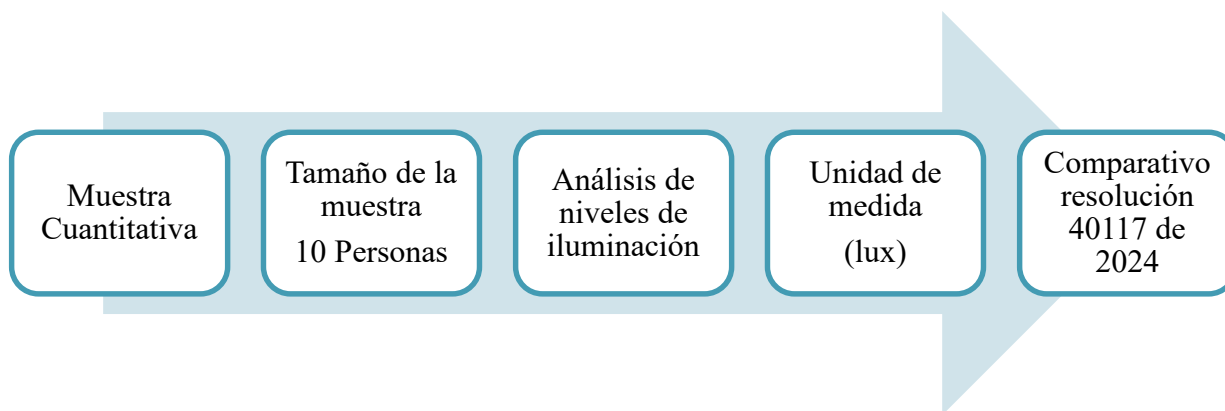 Muestra
Cuantitativa
Tamaño de la
muestra
10 Personas
Análisis de
niveles de
iluminación
Unidad de
medida
(lux)
Comparativo
resolución
40117 de
2024